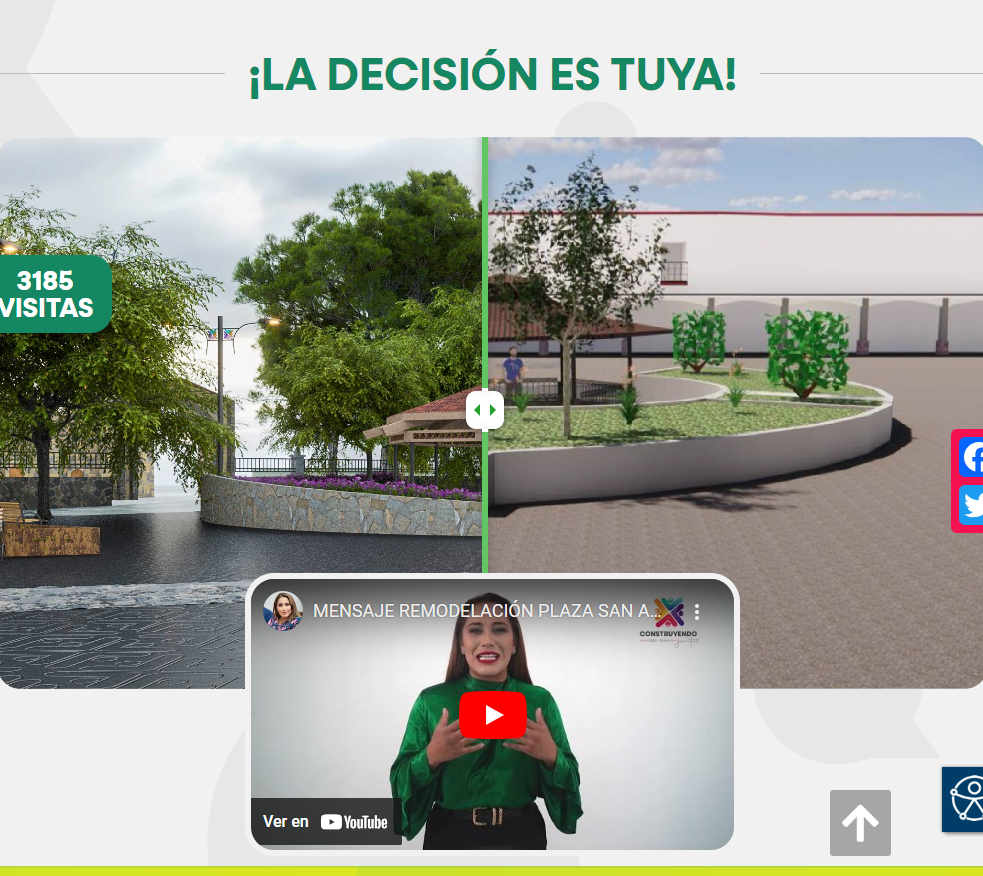 ¡LA DECISIÓN ES TUYA!
3185
VISITAS
MENSAJE REMODELACIÓN PLAZA SAN A...
CONSTRUYENDO
Ver en YouTube